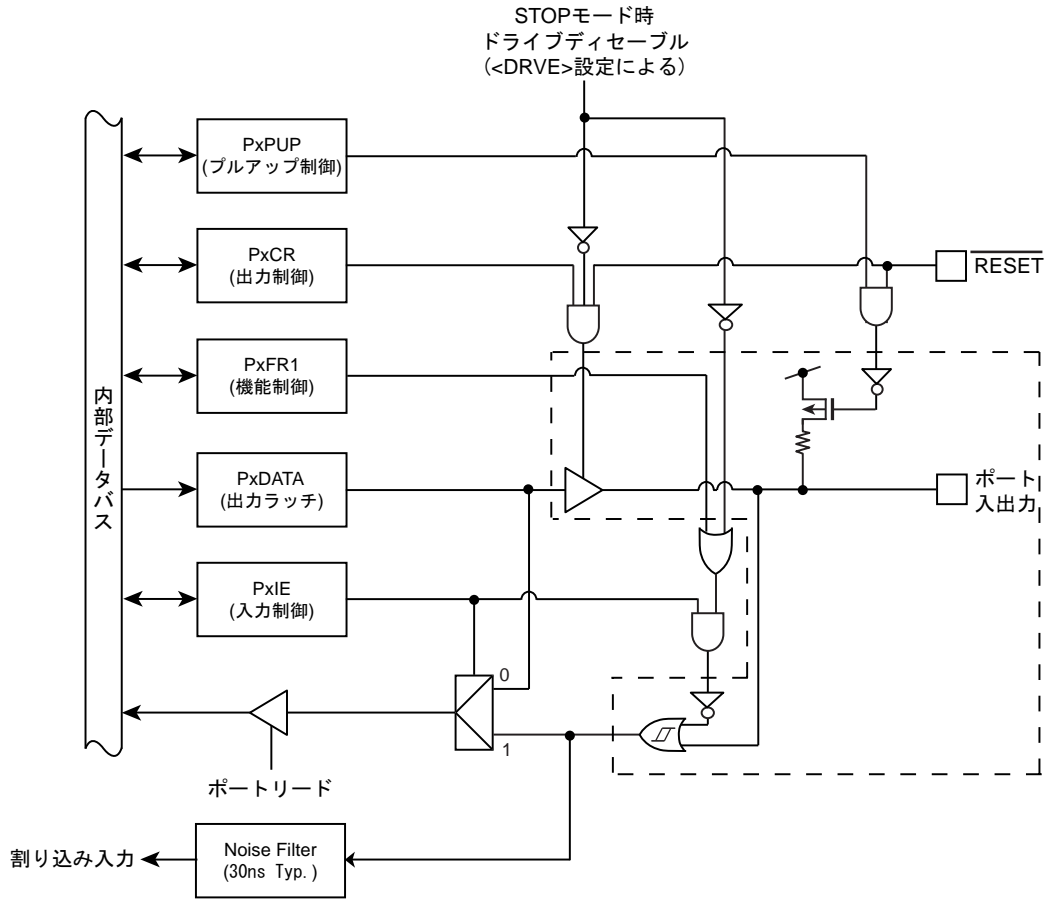 STOPモード時
ドライブディセーブル
(<DRVE>設定による)
PxPUP
(プルアップ制御)
PxCR
(出力制御)
RESET
PxFR1
(機能制御)
内部データバス
PxDATA
(出力ラッチ)
ポート
入出力
PxIE
(入力制御)
0
1
ポートリード
Noise Filter
(30ns Typ.)
割り込み入力